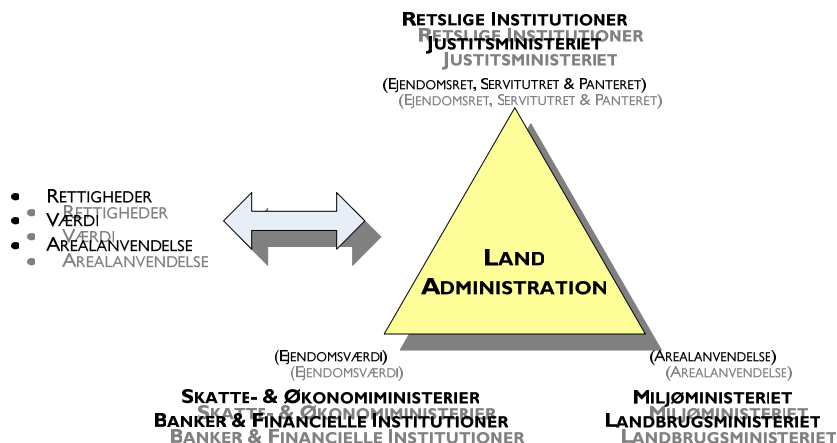 RETSLIGE INSTITUTIONER
JUSTITSMINISTERIET
(EJENDOMSRET, SERVITUTRET & PANTERET)
• RETTIGHEDER
• VÆRDI
• AREALANVENDELSE
LAND
ADMINISTRATION
(EJENDOMSVÆRDI)
SKATTE- & ØKONOMIMINISTERIER
BANKER & FINANCIELLE INSTITUTIONER
(AREALANVENDELSE)
MILJØMINISTERIET
LANDBRUGSMINISTERIET